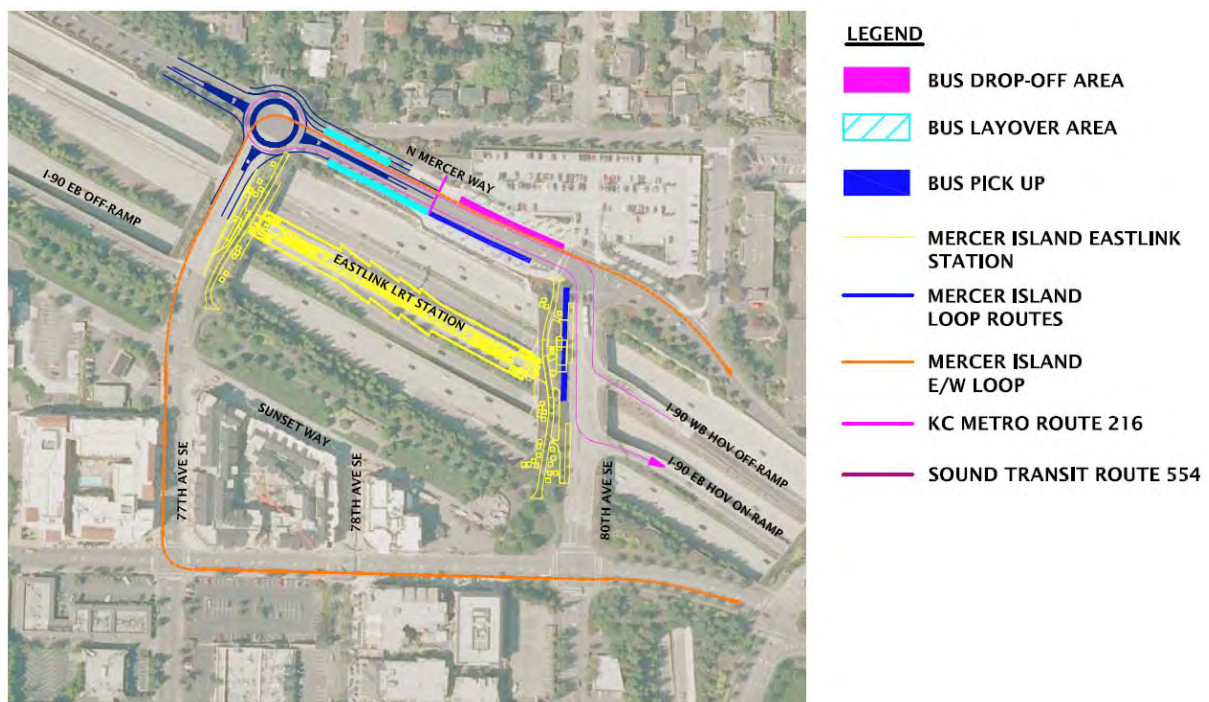 LEGEND
BUS DROP-OFF AREA
BUS LAYOVER AREA
BUS PICK UP
MERCER ISLAND EASTLINK
STATION
MERCER ISLAND
LOOP ROUTES
MERCER ISLAND
E/W LOOP
KC METRO ROUTE 216
SOUND TRANSIT ROUTE 554
N MERCER WAY
I-90 EB OFF-RAMP
EASTLINK LRT STATION
SUNSET WAY
77TH AVE SE
78TH AVE SE
80TH AVE SE
I-90 WB HOV OFF-RAMP
I-90 EB HOV ON-RAMP